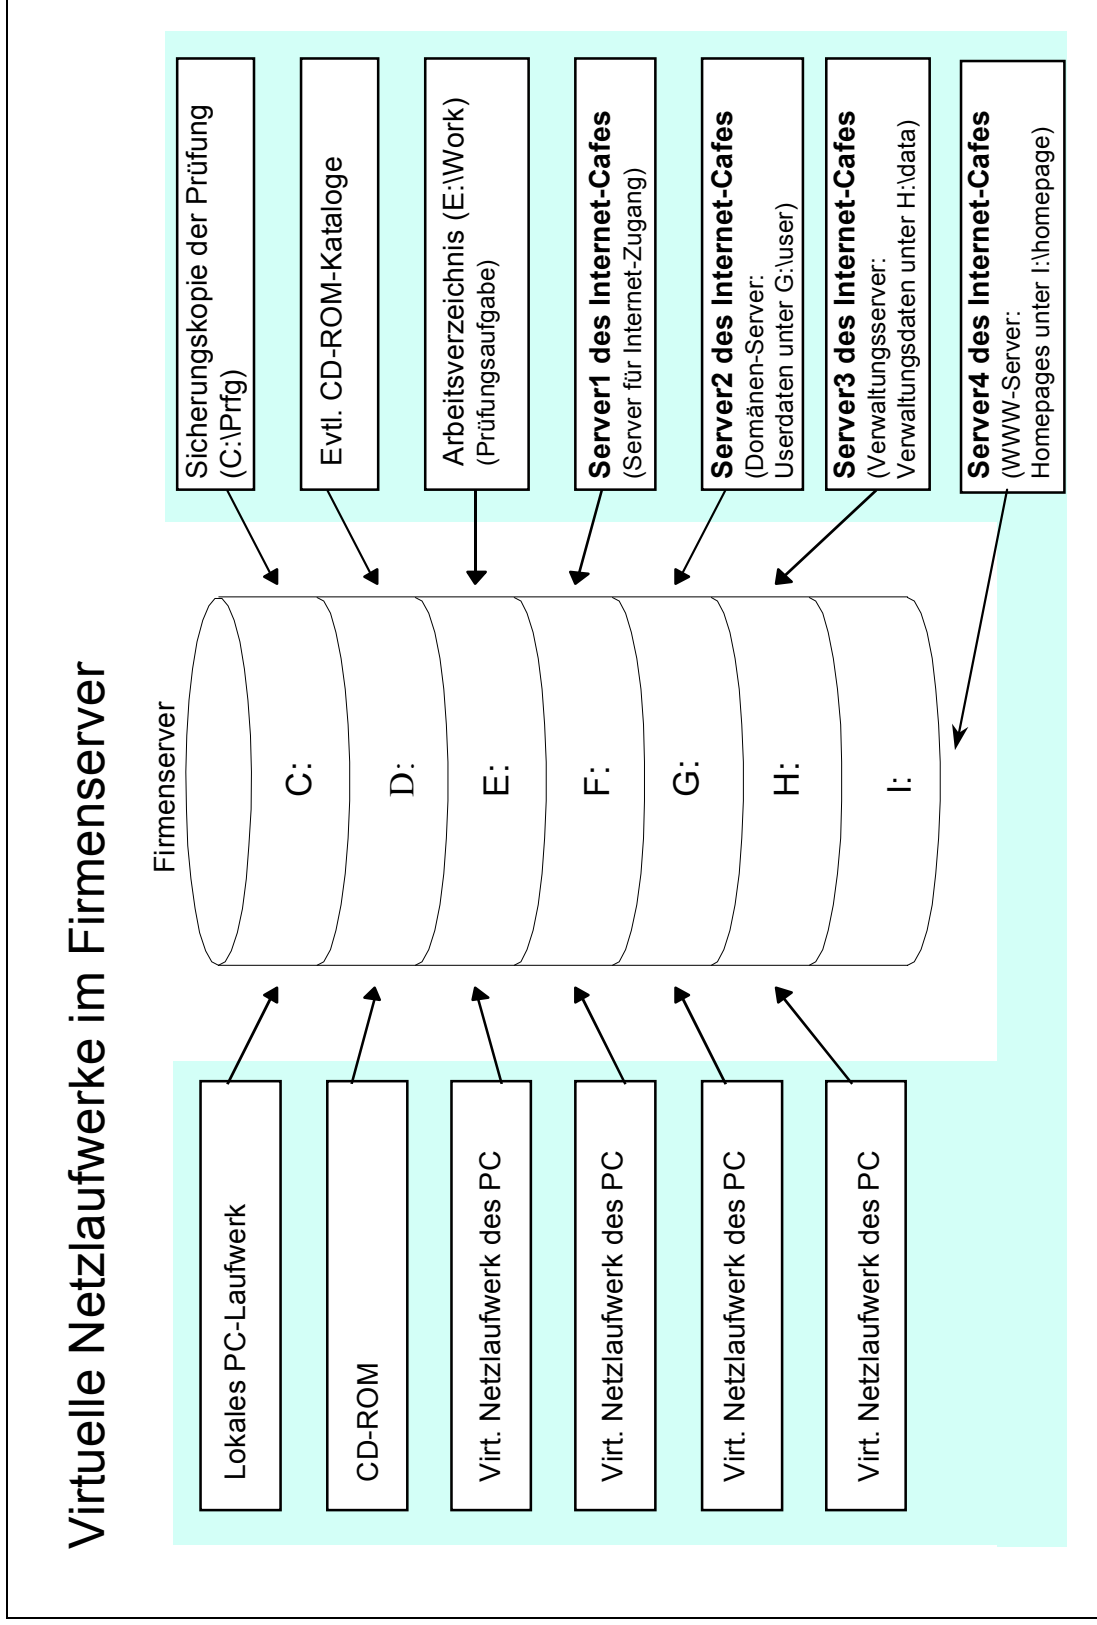 Virtuelle Netzlaufwerke im Firmenserver
Firmenserver
Lokales PC-Laufwerk
CD-ROM
Virt. Netzlaufwerk des PC
Virt. Netzlaufwerk des PC
Virt. Netzlaufwerk des PC
Virt. Netzlaufwerk des PC
C:
D:
E:
F:
G:
H:
I:
Sicherungskopie der Prüfung
(C:\Prfg)
Evtl. CD-ROM-Kataloge
Arbeitsverzeichnis (E:\Work)
(Prüfungsaufgabe)
Server1 des Internet-Cafes
(Server für Internet-Zugang)
Server2 des Internet-Cafes
(Domänen-Server:
Userdaten unter G:\user)
Server3 des Internet-Cafes
(Verwaltungsserver:
Verwaltungsdaten unter H:\data)
Server4 des Internet-Cafes
(WWW-Server:
Homepages unter I:\homepage)